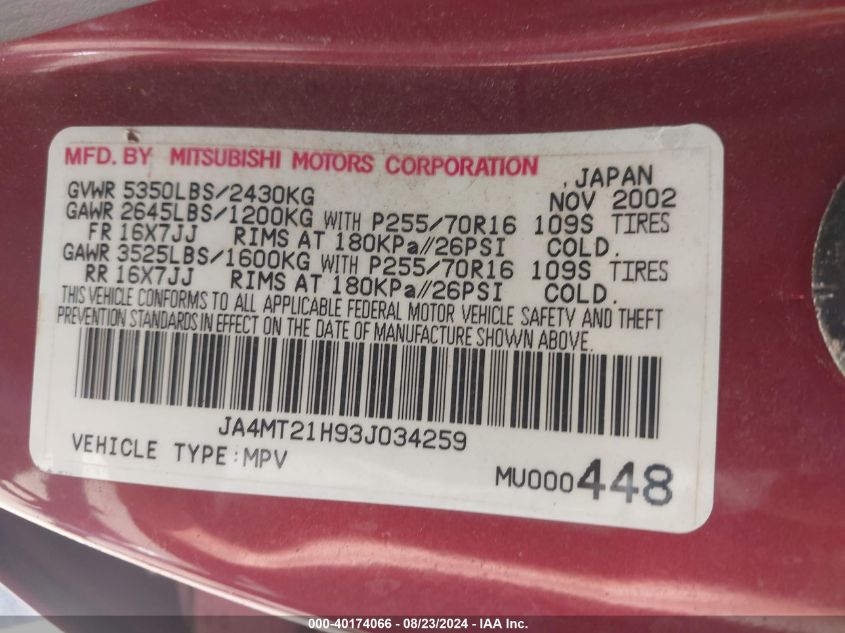 MFD. BY MITSUBISHI MOTORS CORPORATION , JAPAN
GVWR 5350LBS/2430KG NOV 2002
GAWR 2645LBS/1200KG WITH P255/70R16 109S TIRES
FR 16X7JJ RIMS AT 180KPa//26PSI COLD.
GAWR 3525LBS/1600KG WITH P255/70R16 109S TIRES
RR 16X7JJ RIMS AT 180KPa//26PSI COLD.
THIS VEHICLE CONFORMS TO ALL APPLICABLE FEDERAL MOTOR VEHICLE SAFETY AND THEFT
PREVENTION STANDARDS IN EFFECT ON THE DATE OF MANUFACTURE SHOWN ABOVE.
JA4MT21H93J034259
VEHICLE TYPE:MPV MU000448
000-40174066 - 08/23/2024 - IAA Inc.